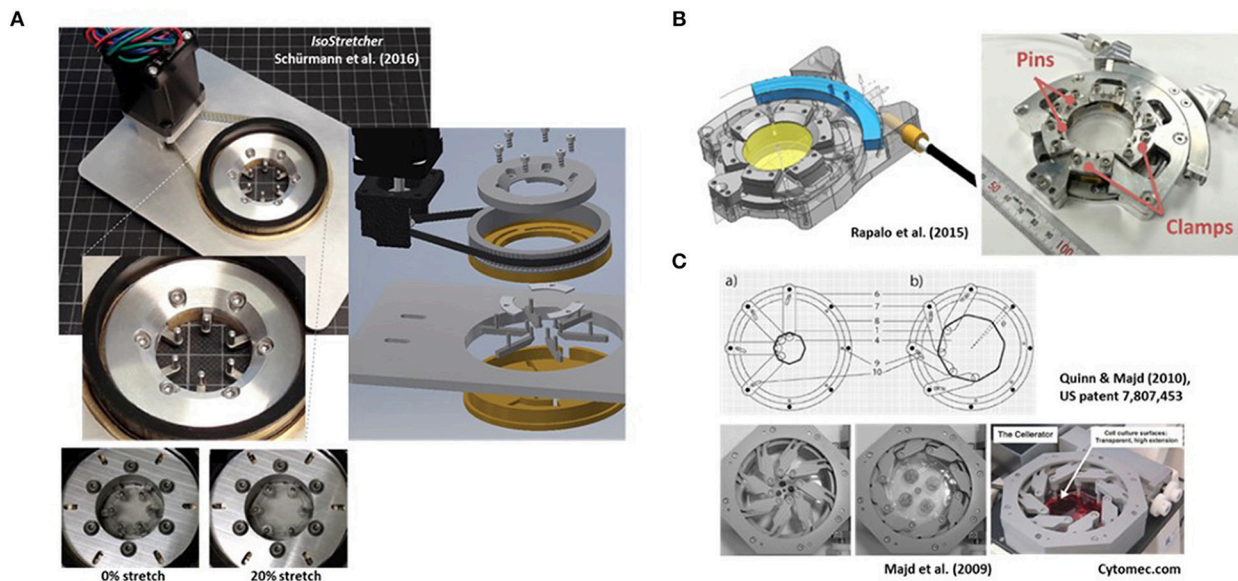 A
IsoStretcher
Schürmann et al. (2016)
0% stretch
20% stretch
B
Rapalo et al. (2015)
Pins
Clamps
50
100
C
a)
b)
6
7
8
1
4
9
10
Quinn & Majd (2010),
US patent 7,807,453
The Cellerator
Cell culture surfaces:
Transparent, high extension
Majd et al. (2009)
Cytomec.com